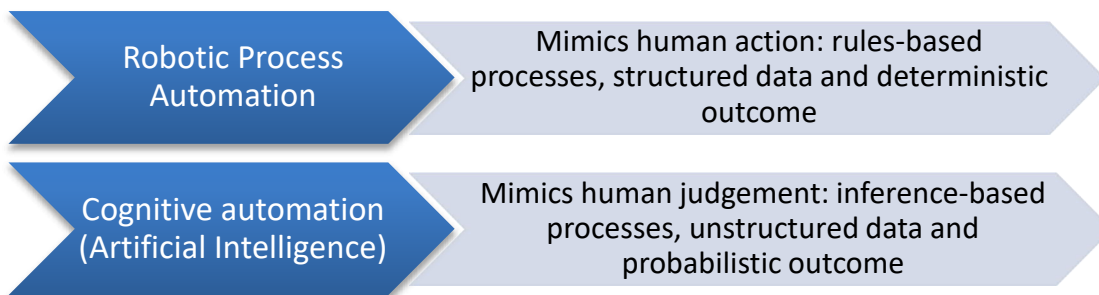 Robotic Process
Automation
Mimics human action: rules-based
processes, structured data and deterministic
outcome
Cognitive automation
(Artificial Intelligence)
Mimics human judgement: inference-based
processes, unstructured data and
probabilistic outcome